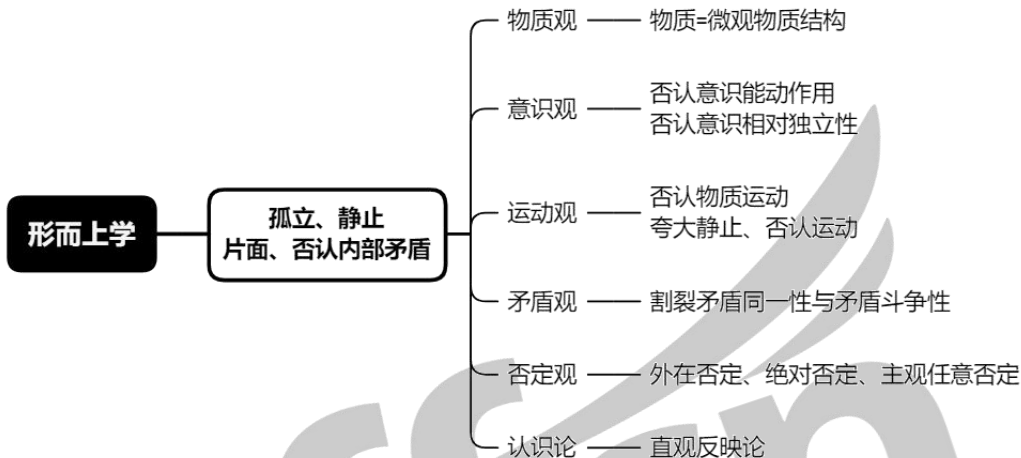 形而上学
孤立、静止
片面、否认内部矛盾
物质观
物质=微观物质结构
意识观
否认意识能动作用
否认意识相对独立性
运动观
否认物质运动
夸大静止、否认运动
矛盾观
割裂矛盾同一性与矛盾斗争性
否定观
外在否定、绝对否定、主观任意否定
认识论
直观反映论